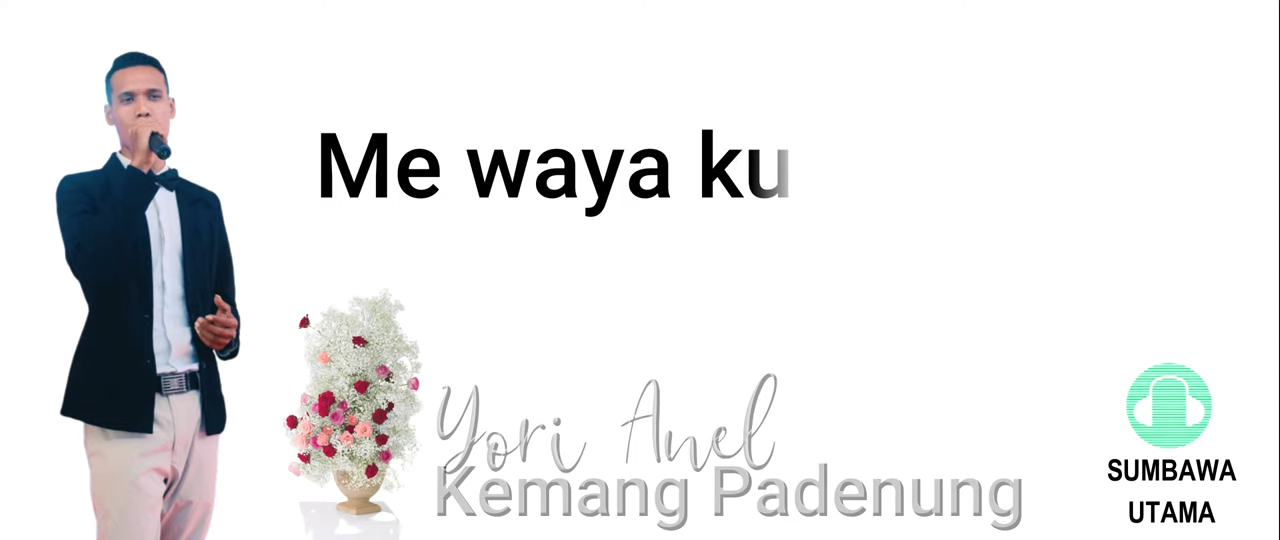 Me waya ku
Yori Anel
Kemang Padenung
SUMBAWA
UTAMA